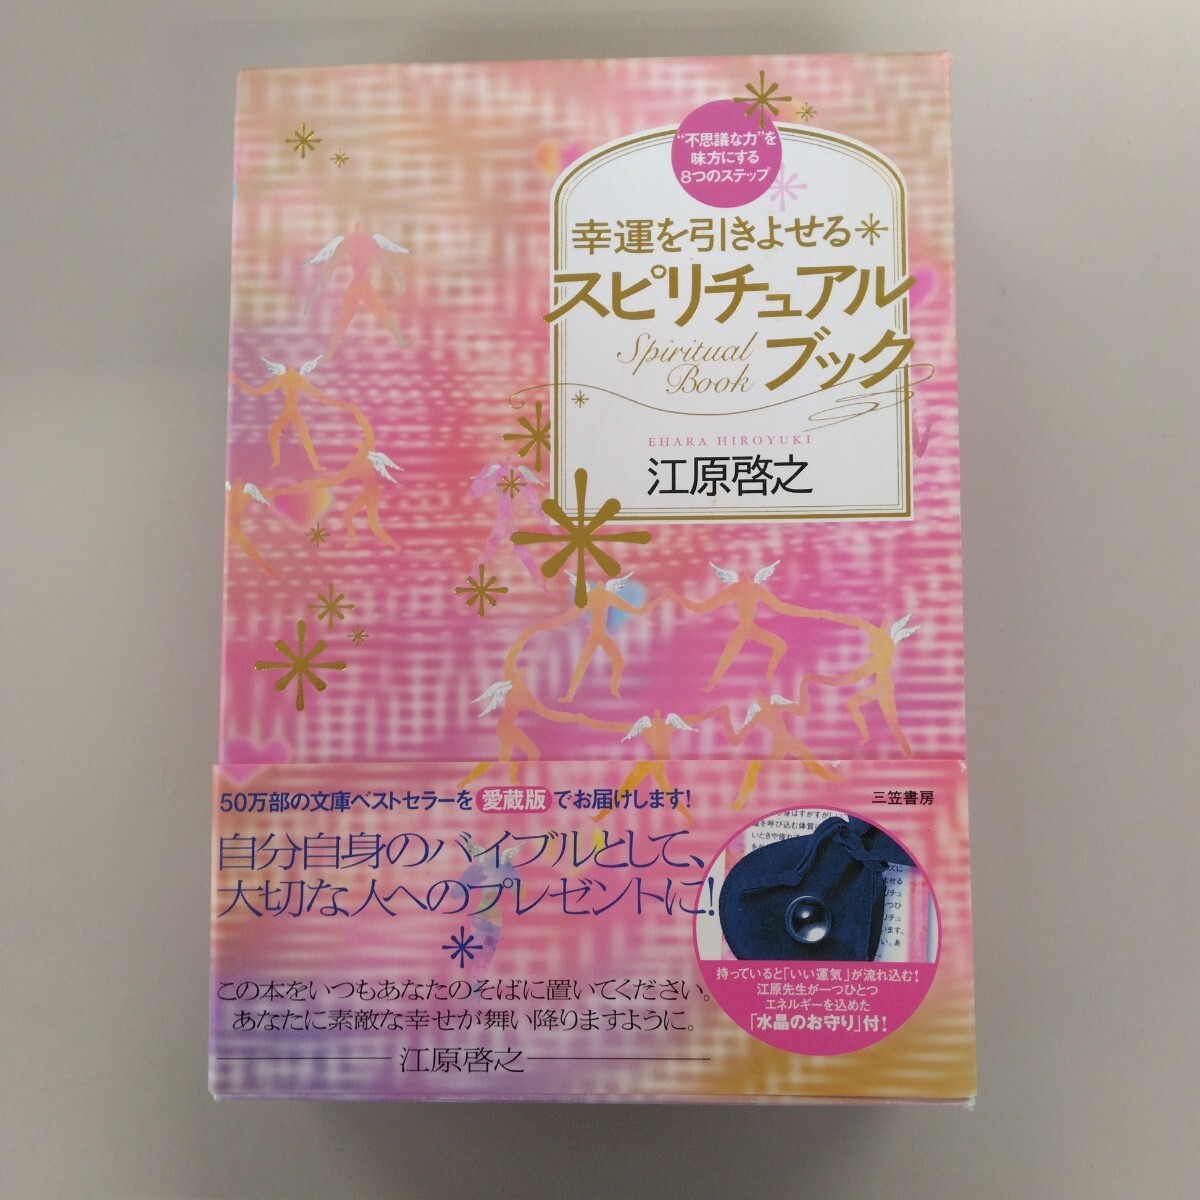 “不思議な力”を
味方にする
8つのステップ
幸運を引きよせる
スピリチュアル
ブック
Spiritual
Book
EHARA HIROYUKI
江原啓之
50万部の文庫ベストセラーを愛蔵版でお届けします!
三笠書房
自分自身のバイブルとして、
大切な人へのプレゼントに!
この本をいつもあなたのそばに置いてください。
あなたに素敵な幸せが舞い降りますように。
江原啓之
持っていると「いい運気」が流れ込む!
江原先生が一つひとつ
エネルギーを込めた
「水晶のお守り」付!